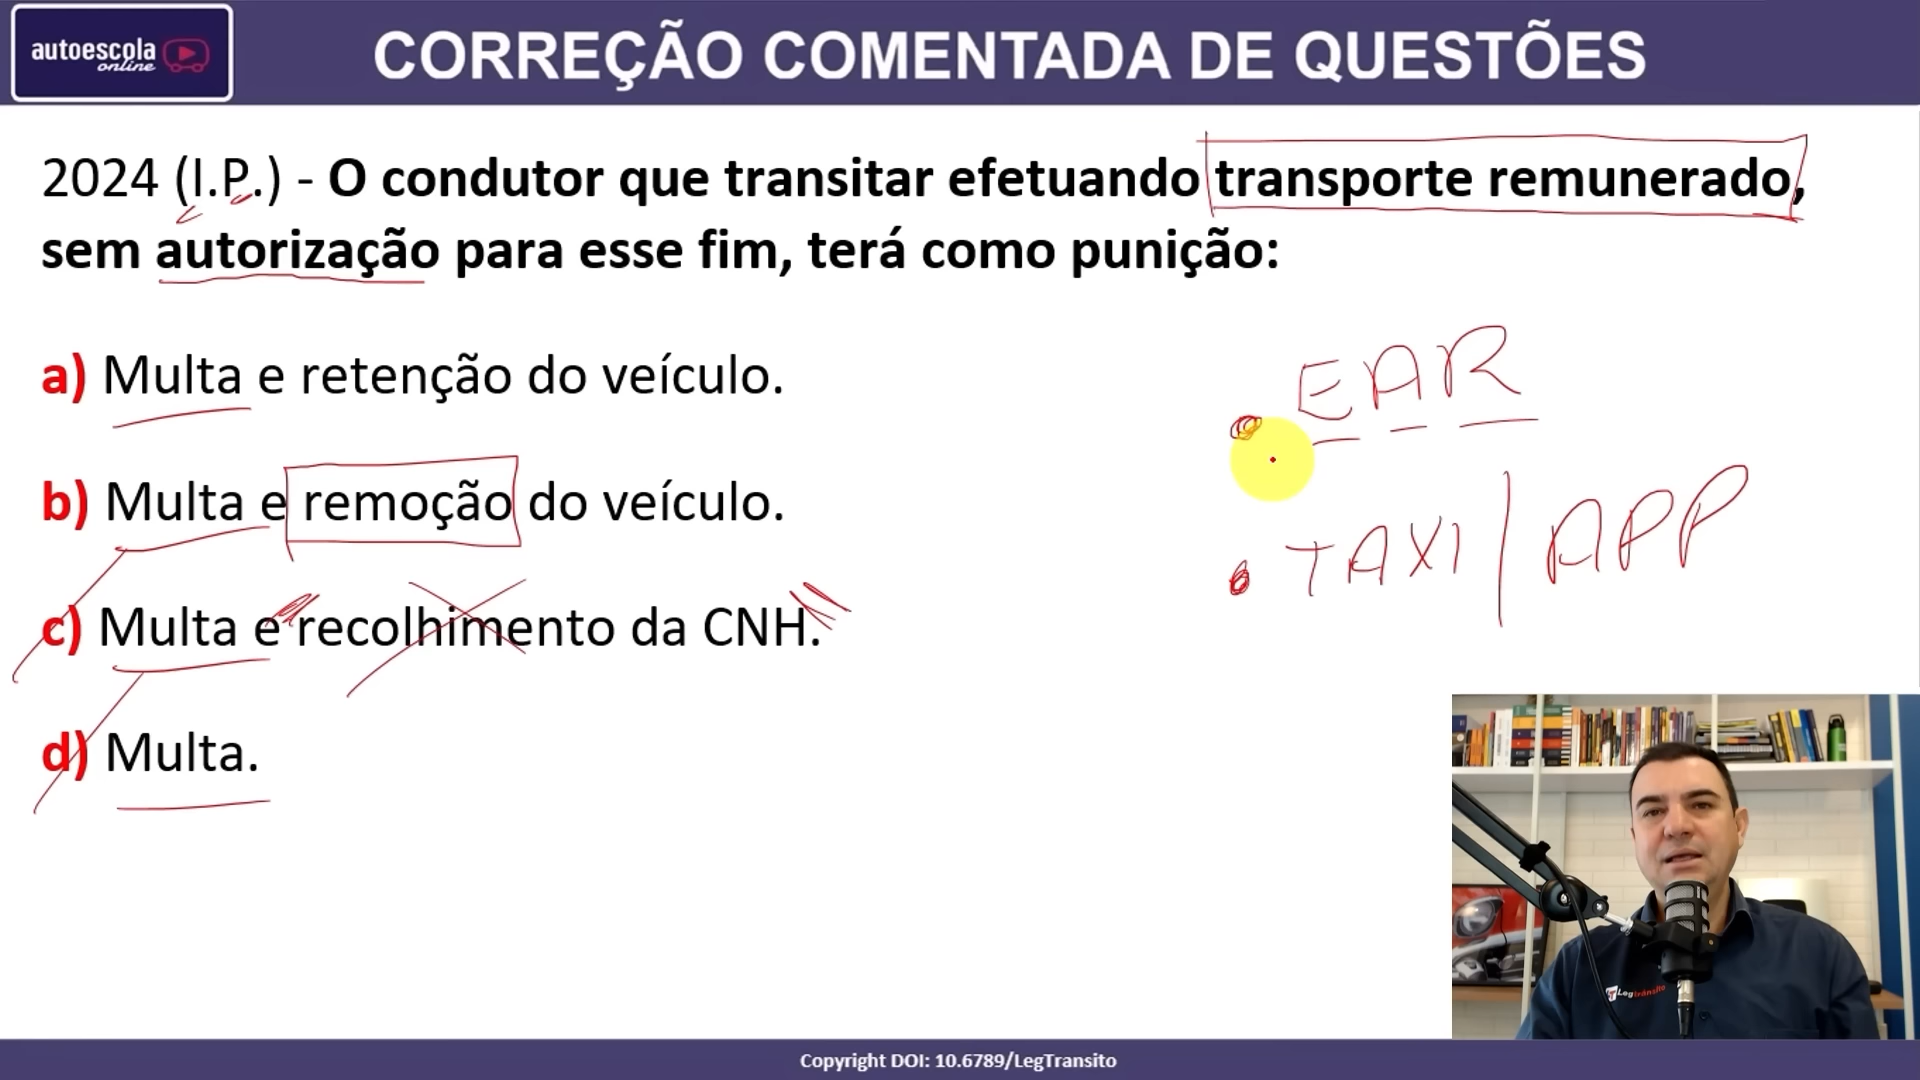 autoescola
online
CORREÇÃO COMENTADA DE QUESTÕES
2024 (I.P.) - O condutor que transitar efetuando transporte remunerado,
sem autorização para esse fim, terá como punição:
a) Multa e retenção do veículo.
b) Multa e remoção do veículo.
c) Multa e recolhimento da CNH.
d) Multa.
EAR
TAXI | APP
Legtrânsito
Copyright DOI: 10.6789/LegTransito